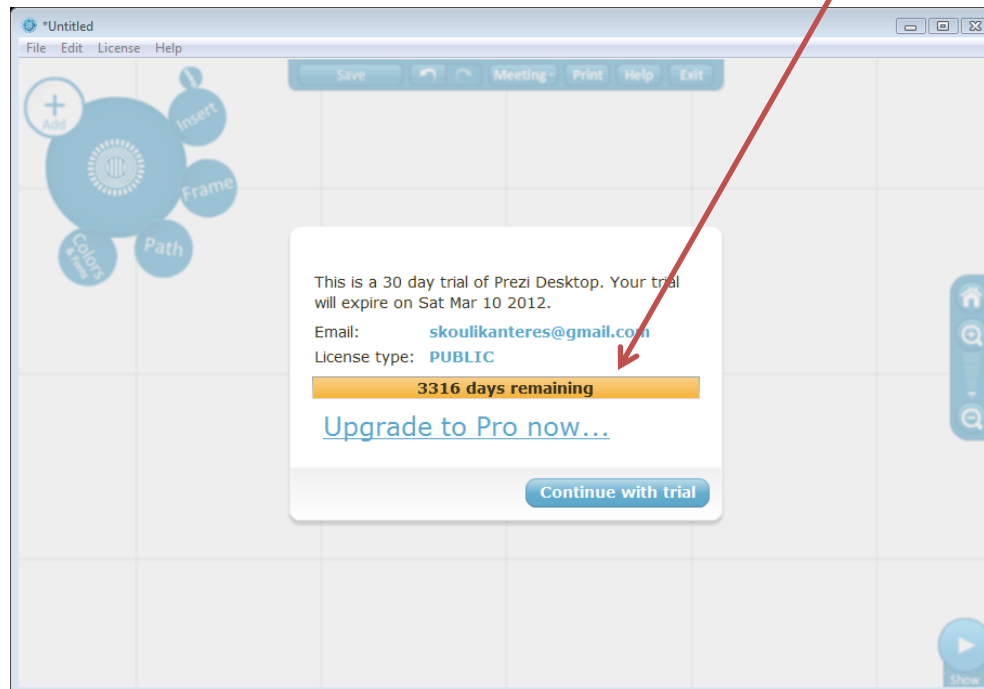 *Untitled
File Edit License Help
Save Meeting Print Help Exit
Add
Insert
Frame
Path
Colors
& Fonts
This is a 30 day trial of Prezi Desktop. Your trial
will expire on Sat Mar 10 2012.
Email: skoulikanteres@gmail.com
License type: PUBLIC
3316 days remaining
Upgrade to Pro now...
Continue with trial
Show